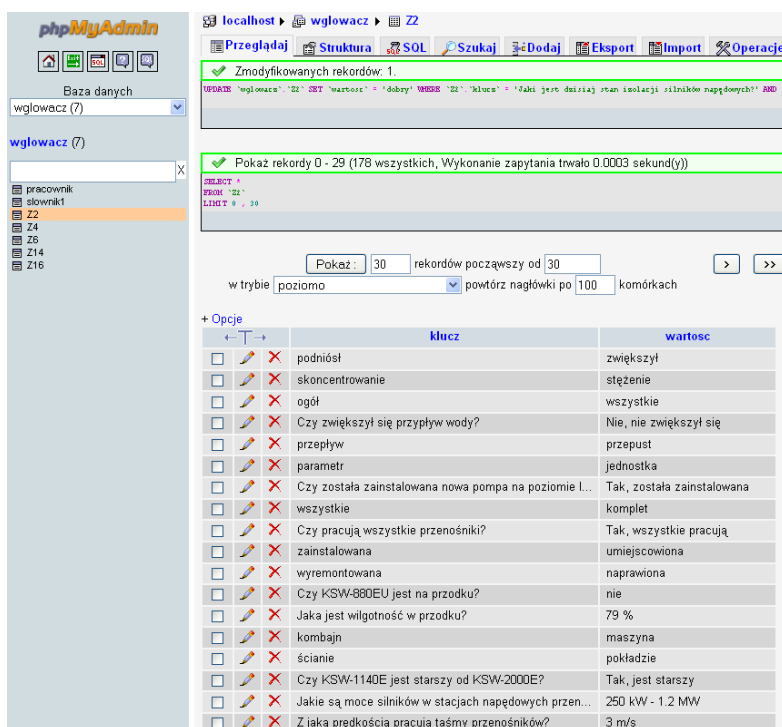 phpMyAdmin
SQL
Baza danych
wglowacz (7)
wglowacz (7)
X
pracownik
slownik1
Z2
Z4
Z6
Z14
Z16
localhost wglowacz Z2
Przeglądaj Struktura SQL Szukaj Dodaj Eksport Import Operacje
Zmodyfikowanych rekordów: 1.
UPDATE `wglowacz`.`Z2` SET `wartosc` = 'dobry' WHERE `Z2`.`klucz` = 'Jaki jest dzisiaj stan izolacji silników napędowych?' AND
Pokaż rekordy 0 - 29 (178 wszystkich, Wykonanie zapytania trwało 0.0003 sekund(y))
SELECT *
FROM `Z2`
LIMIT 0 , 30
Pokaż : 30 rekordów począwszy od 30 > >>
w trybie poziomo powtórz nagłówki po 100 komórkach
+ Opcje
←T→ klucz wartosc
podniósł zwiększył
skoncentrowanie stężenie
ogół wszystkie
Czy zwiększył się przypływ wody? Nie, nie zwiększył się
przepływ przepust
parametr jednostka
Czy została zainstalowana nowa pompa na poziomie I... Tak, została zainstalowana
wszystkie komplet
Czy pracują wszystkie przenośniki? Tak, wszystkie pracują
zainstalowana umiejscowiona
wyremontowana naprawiona
Czy KSW-880EU jest na przodku? nie
Jaka jest wilgotność w przodku? 79 %
kombajn maszyna
ścianie pokładzie
Czy KSW-1140E jest starszy od KSW-2000E? Tak, jest starszy
Jakie są moce silników w stacjach napędowych przen... 250 kW - 1.2 MW
Z jaką prędkością pracują taśmy przenośników? 3 m/s